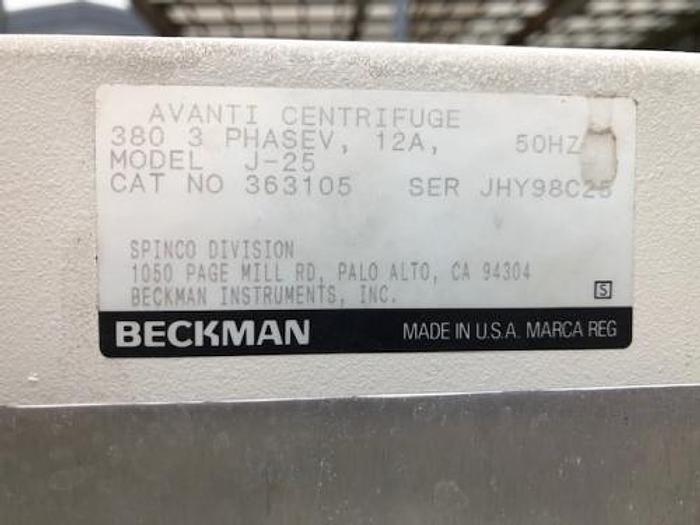 AVANTI CENTRIFUGE
380 3 PHASEV, 12A, 50HZ
MODEL J-25
CAT NO 363105 SER JHY98C25
SPINCO DIVISION
1050 PAGE MILL RD, PALO ALTO, CA 94304
BECKMAN INSTRUMENTS, INC.
S
BECKMAN MADE IN U.S.A. MARCA REG